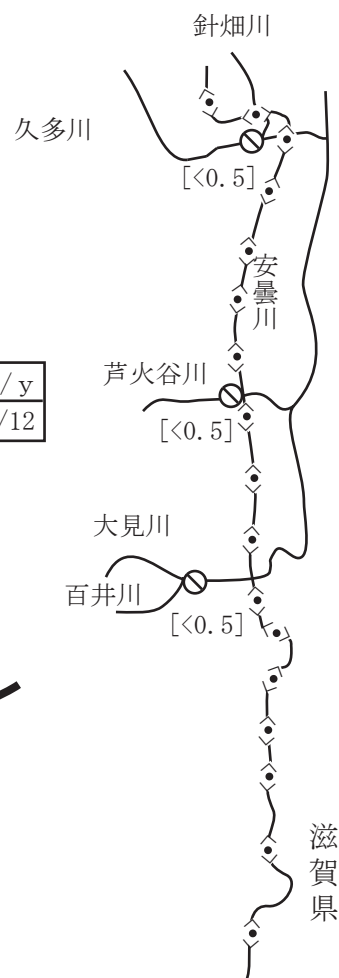 針畑川
久多川
[<0.5]
安曇川
芦火谷川
/y
/12
[<0.5]
大見川
百井川
[<0.5]
滋賀県